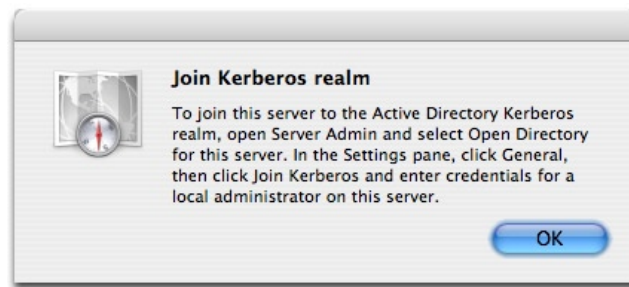 Join Kerberos realm
To join this server to the Active Directory Kerberos
realm, open Server Admin and select Open Directory
for this server. In the Settings pane, click General,
then click Join Kerberos and enter credentials for a
local administrator on this server.
OK